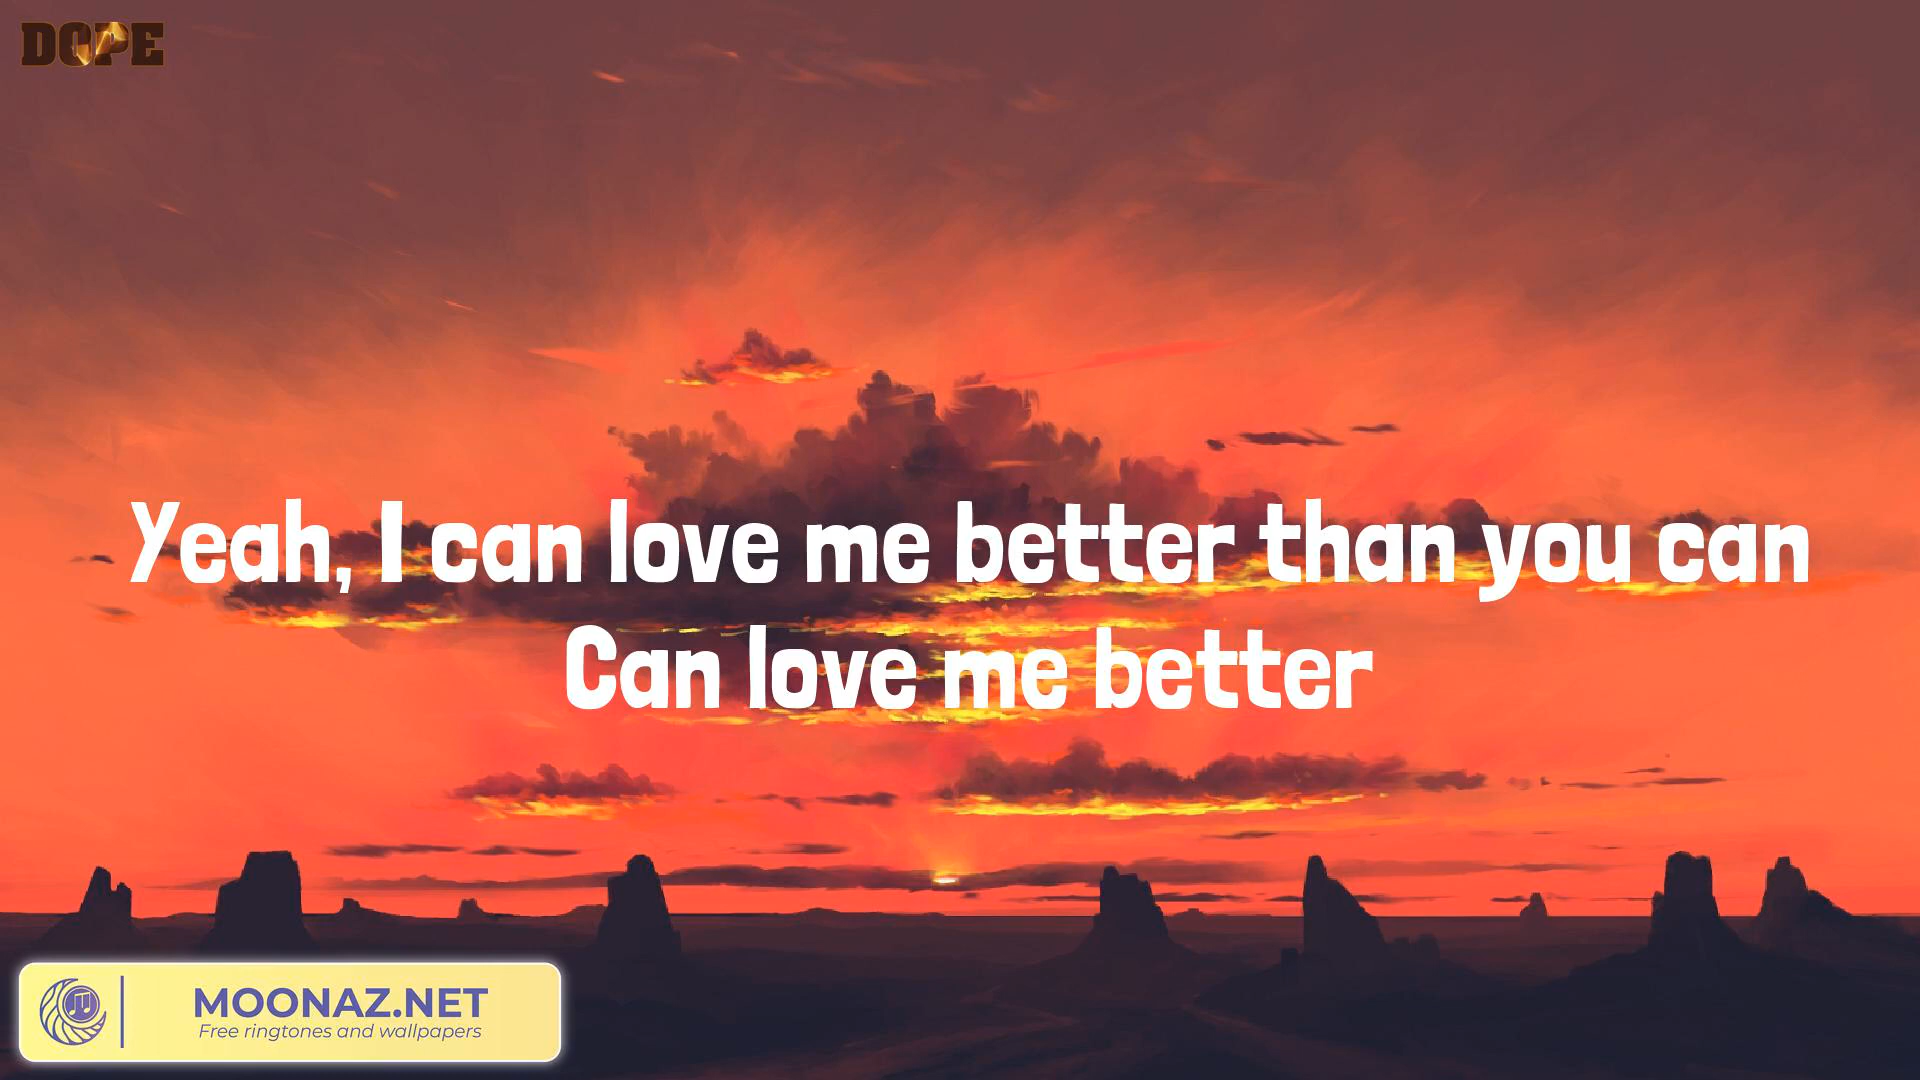 DOPE
Yeah, I can love me better than you can
Can love me better
MOONAZ.NET
Free ringtones and wallpapers